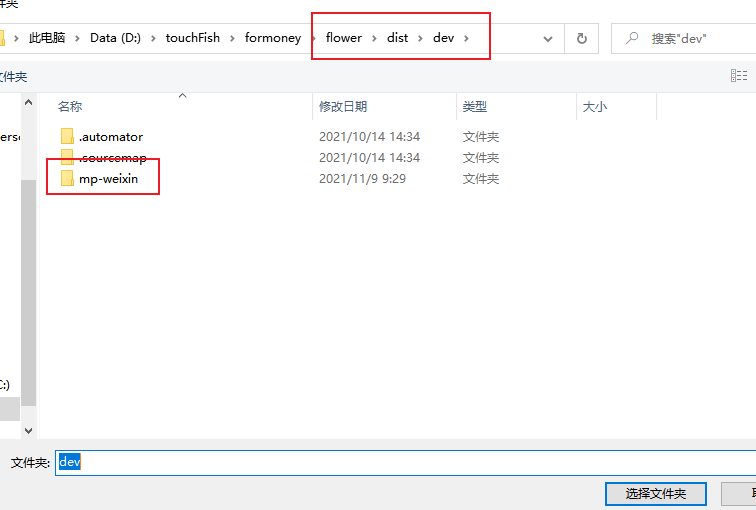 件夹
此电脑 > Data (D:) > touchFish > formoney > flower > dist > dev >
搜索"dev"
文件夹
名称 修改日期 类型 大小
.automator 2021/10/14 14:34 文件夹
.sourcemap 2021/10/14 14:34 文件夹
mp-weixin 2021/11/9 9:29 文件夹
C:)
文件夹: dev
选择文件夹